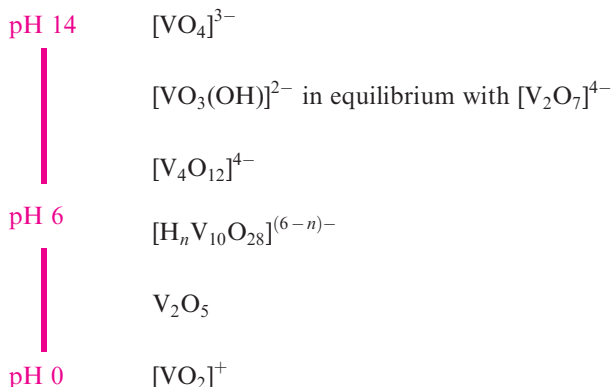 pH 14 [VO₄]³⁻
[VO₃(OH)]²⁻ in equilibrium with [V₂O₇]⁴⁻
[V₄O₁₂]⁴⁻
pH 6 [HₙV₁₀O₂₈]⁽⁶⁻ⁿ⁾⁻
V₂O₅
pH 0 [VO₂]⁺